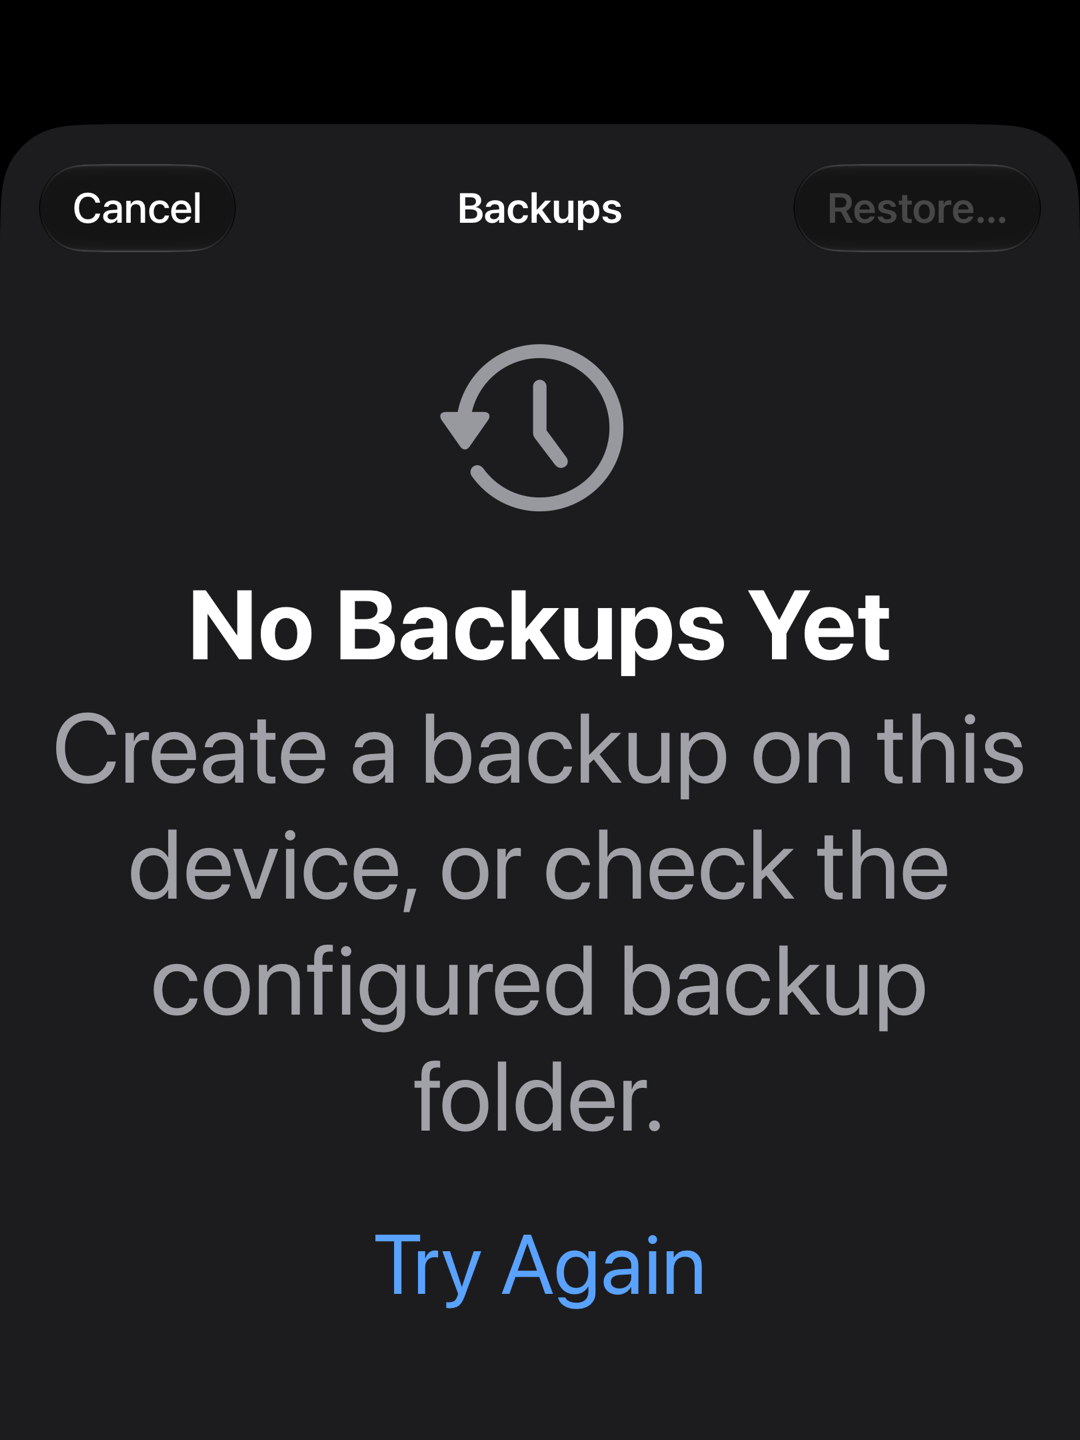 Cancel
Backups
Restore...
No Backups Yet
Create a backup on this
device, or check the
configured backup
folder.
Try Again